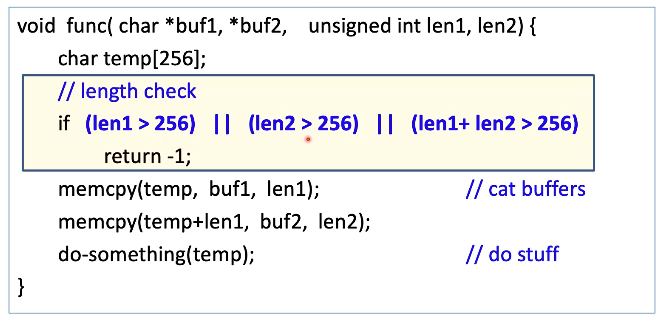 void func( char *buf1, *buf2, unsigned int len1, len2) {
char temp[256];
// length check
if (len1 > 256) || (len2 > 256) || (len1+ len2 > 256)
return -1;
memcpy(temp, buf1, len1); // cat buffers
memcpy(temp+len1, buf2, len2);
do-something(temp); // do stuff
}